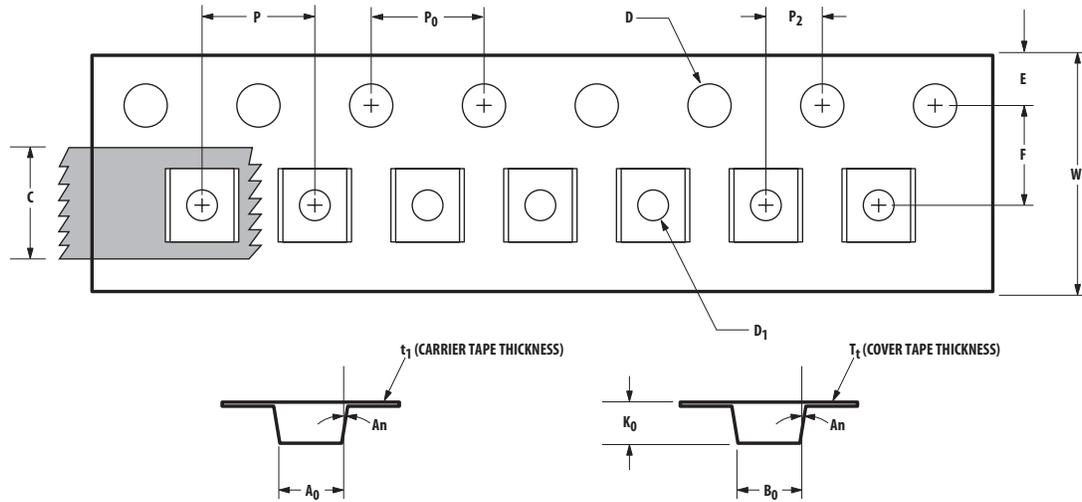 P
P0
D
P2
E
F
W
C
D1
t1 (CARRIER TAPE THICKNESS)
Tt (COVER TAPE THICKNESS)
An
K0
An
A0
B0